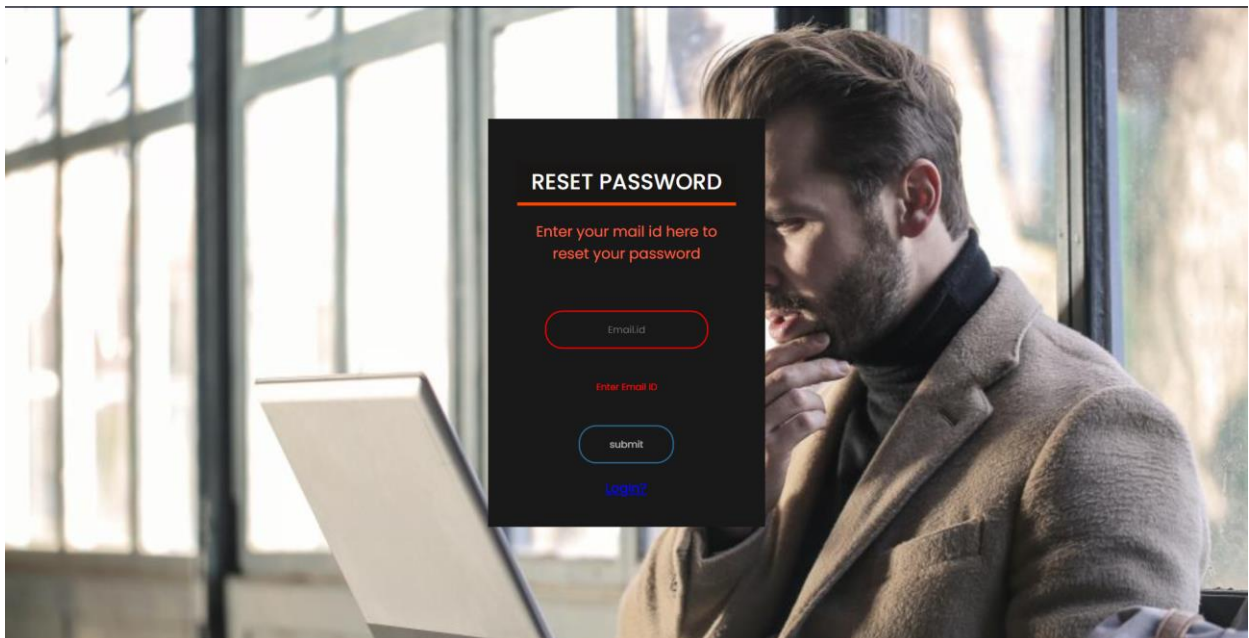 RESET PASSWORD
Enter your mail id here to
reset your password
Email.id
Enter Email ID
submit
Login?